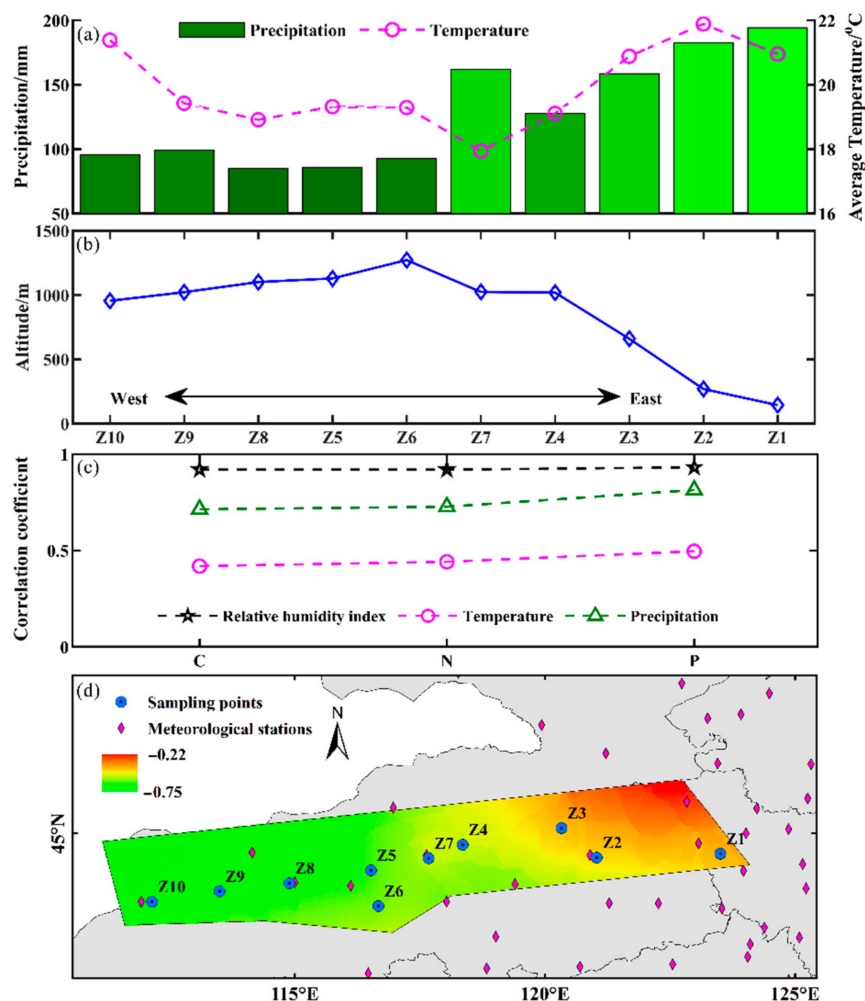 (a)
Precipitation
Temperature
200
150
100
50
Precipitation/mm
22
20
18
16
Average Temperature/⁰C
(b)
1500
1000
500
0
Altitude/m
West
East
Z10 Z9 Z8 Z5 Z6 Z7 Z4 Z3 Z2 Z1
(c)
1
0.5
0
Correlation coefficient
Relative humidity index
Temperature
Precipitation
C N P
(d)
Sampling points
Meteorological stations
N
−0.22
−0.75
45°N
45°N
Z10 Z9 Z8 Z5 Z6 Z7 Z4 Z3 Z2 Z1
115°E 120°E 125°E